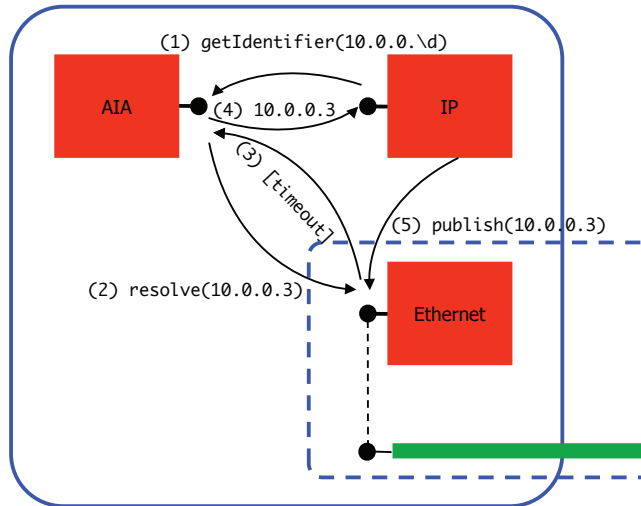 (1) getIdentifier(10.0.0.\d)
AIA
(4) 10.0.0.3
IP
(3) [timeout]
(5) publish(10.0.0.3)
(2) resolve(10.0.0.3)
Ethernet